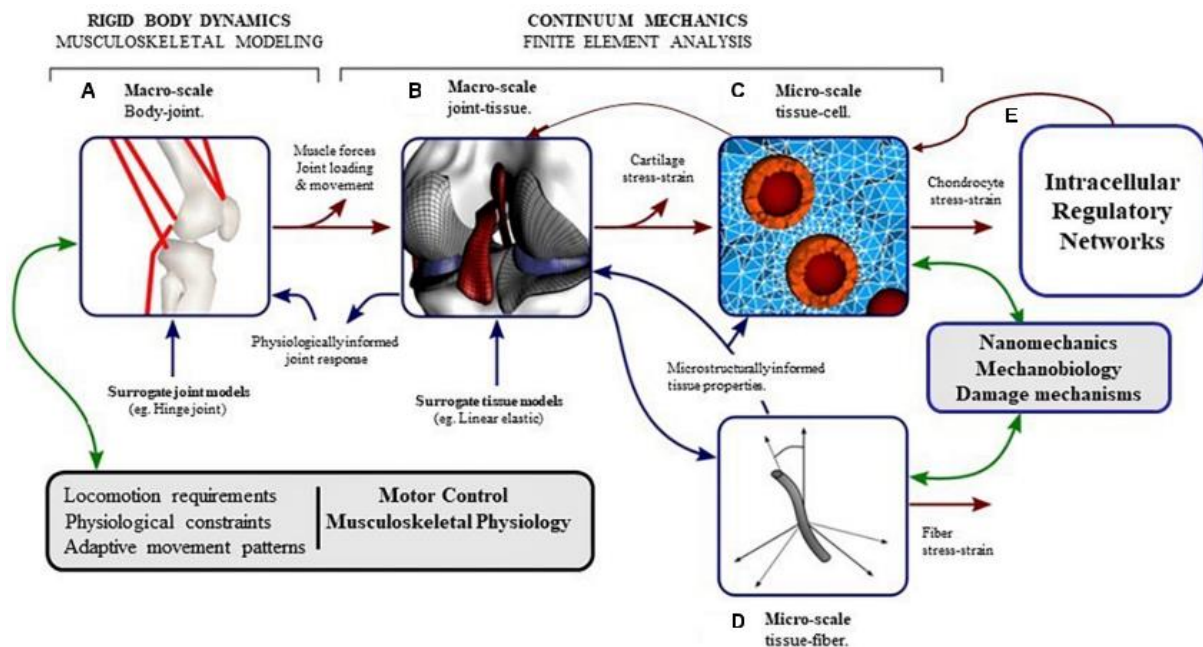 RIGID BODY DYNAMICS
MUSCULOSKELETAL MODELING
CONTINUUM MECHANICS
FINITE ELEMENT ANALYSIS
A
Macro-scale
Body-joint.
B
Macro-scale
joint-tissue.
C
Micro-scale
tissue-cell.
E
Muscle forces
Joint loading
& movement
Cartilage
stress-strain
Chondrocyte
stress-strain
Intracellular
Regulatory
Networks
Physiologically informed
joint response
Microstructurally informed
tissue properties.
Nanomechanics
Mechanobiology
Damage mechanisms
Surrogate joint models
(eg. Hinge joint)
Surrogate tissue models
(eg. Linear elastic)
Locomotion requirements
Physiological constraints
Adaptive movement patterns
Motor Control
Musculoskeletal Physiology
Fiber
stress-strain
D
Micro-scale
tissue-fiber.